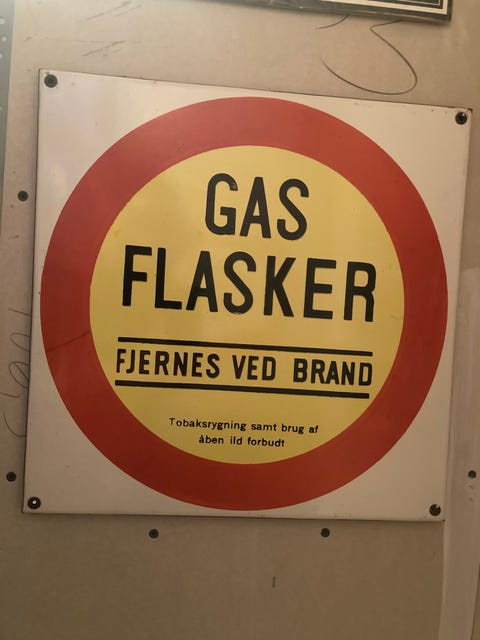 GAS
FLASKER
FJERNES VED BRAND
Tobaksrygning samt brug af
åben ild forbudt